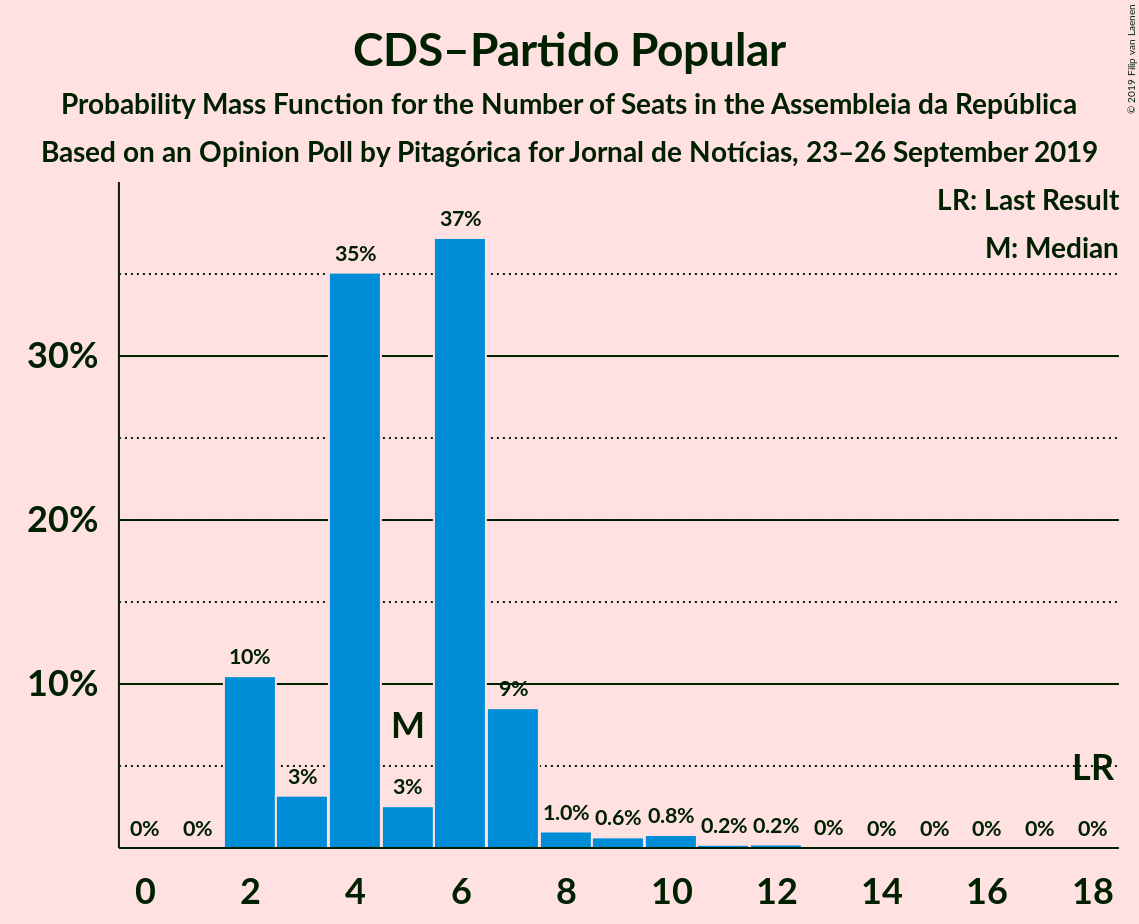 CDS–Partido Popular
Probability Mass Function for the Number of Seats in the Assembleia da República
Based on an Opinion Poll by Pitagórica for Jornal de Notícias, 23–26 September 2019
© 2019 Filip van Laenen
LR: Last Result
M: Median
30%
20%
10%
0%
0%
10%
3%
35%
M
3%
37%
9%
1.0%
0.6%
0.8%
0.2%
0.2%
0%
0%
0%
0%
0%
LR
0%
0 2 4 6 8 10 12 14 16 18